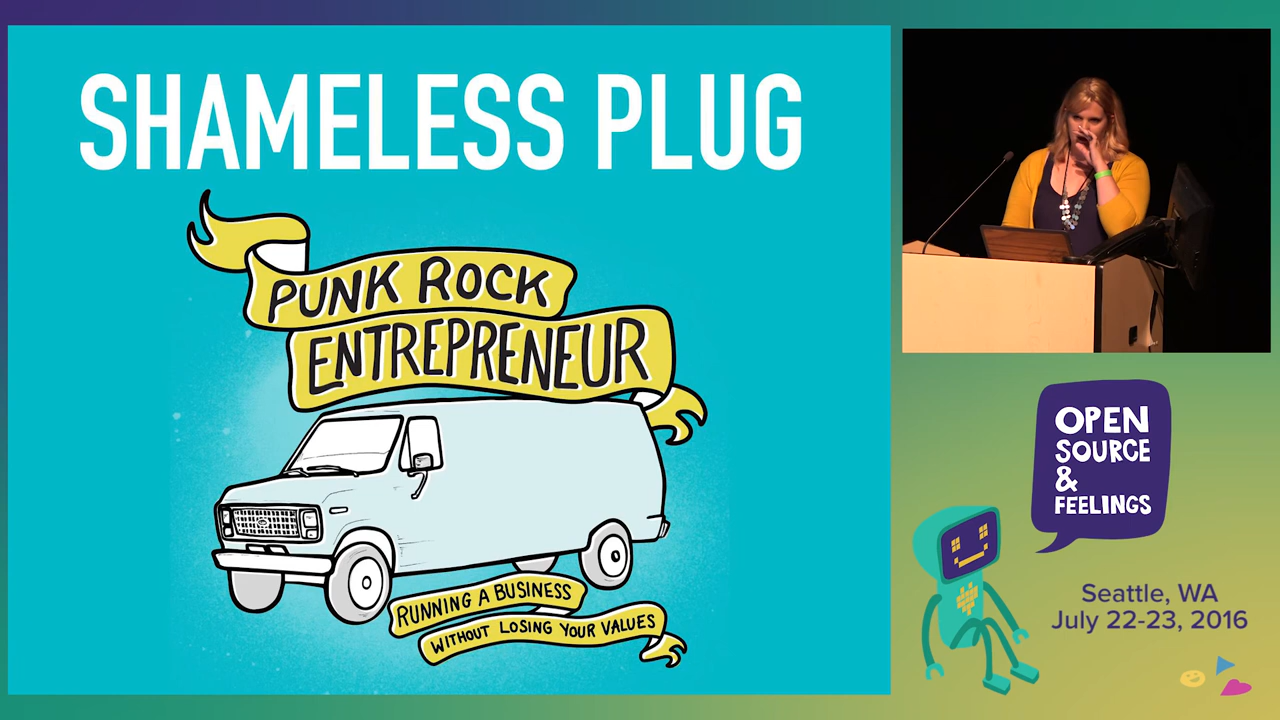 SHAMELESS PLUG
PUNK ROCK
ENTREPRENEUR
RUNNING A BUSINESS
WITHOUT LOSING YOUR VALUES
OPEN
SOURCE
&
FEELINGS
Seattle, WA
July 22-23, 2016